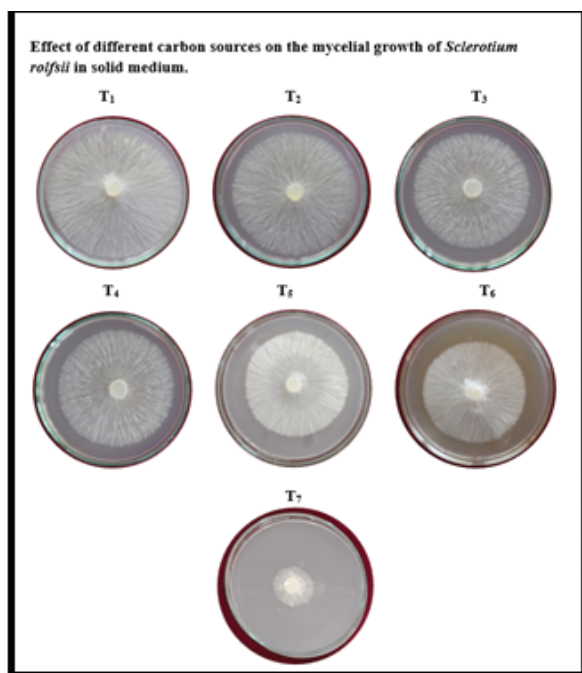 Effect of different carbon sources on the mycelial growth of Sclerotium
rolfsii in solid medium.
T₁ T₂ T₃
T₄ T₅ T₆
T₇